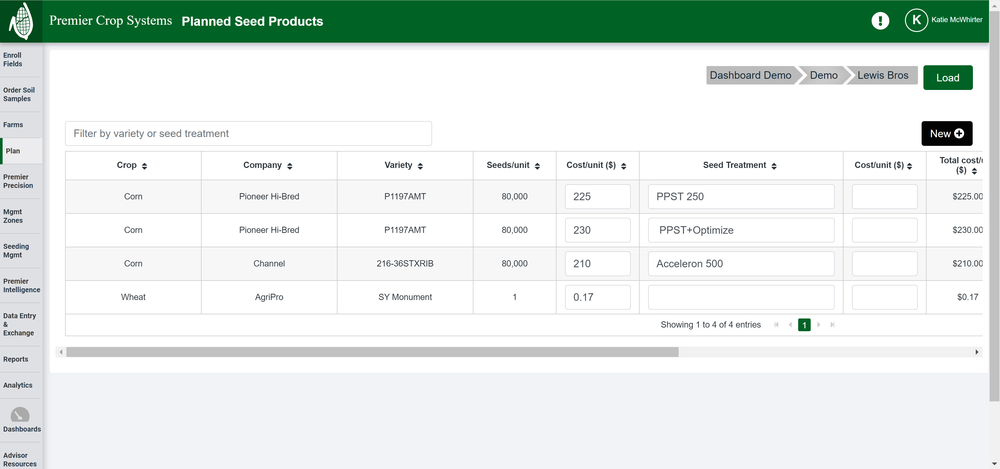 Premier Crop Systems Planned Seed Products
! K Katie McWhirter
Enroll
Fields
Order Soil
Samples
Farms
Plan
Premier
Precision
Mgmt
Zones
Seeding
Mgmt
Premier
Intelligence
Data Entry
&
Exchange
Reports
Analytics
Dashboards
Advisor
Resources
Dashboard Demo Demo Lewis Bros Load
Filter by variety or seed treatment New
Crop Company Variety Seeds/unit Cost/unit ($) Seed Treatment Cost/unit ($) Total cost/
($)
Corn Pioneer Hi-Bred P1197AMT 80,000 225 PPST 250 $225.00
Corn Pioneer Hi-Bred P1197AMT 80,000 230 PPST+Optimize $230.00
Corn Channel 216-36STXRIB 80,000 210 Acceleron 500 $210.00
Wheat AgriPro SY Monument 1 0.17 $0.17
Showing 1 to 4 of 4 entries 1